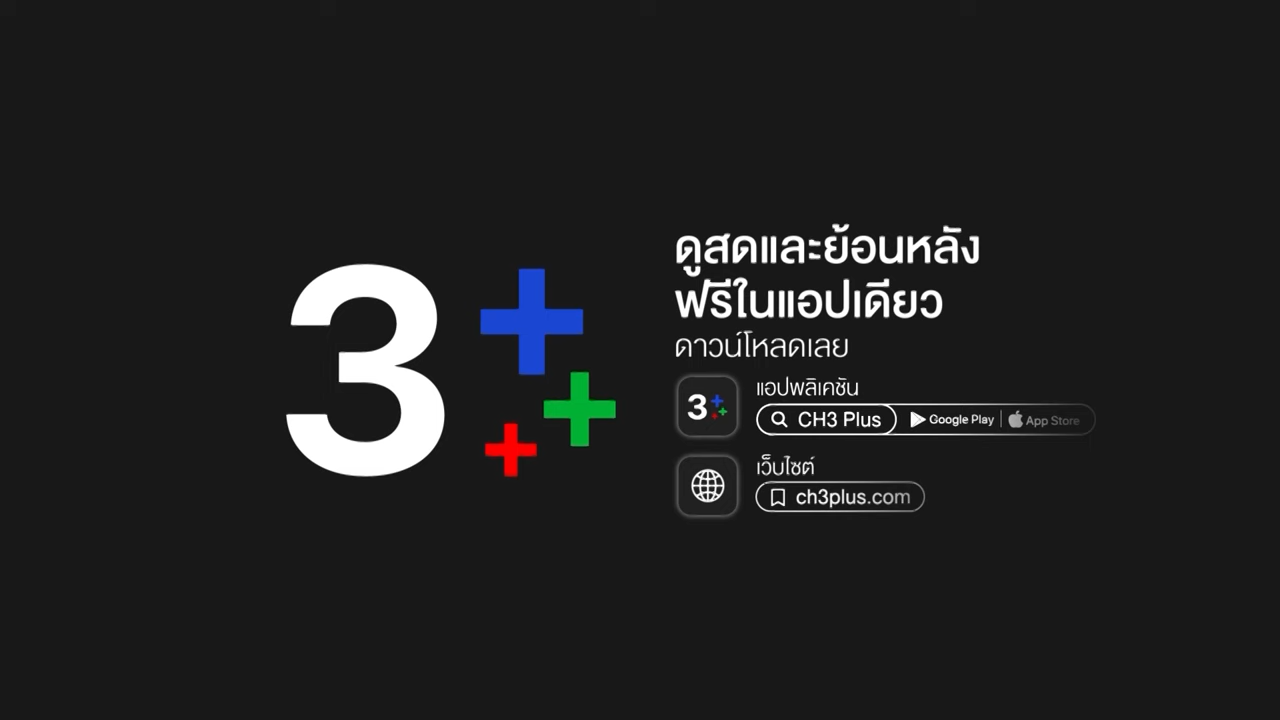 3
ดูสดและย้อนหลัง
ฟรีในแอปเดียว
ดาวน์โหลดเลย
3
แอปพลิเคชัน
CH3 Plus Google Play App Store
เว็บไซต์
ch3plus.com